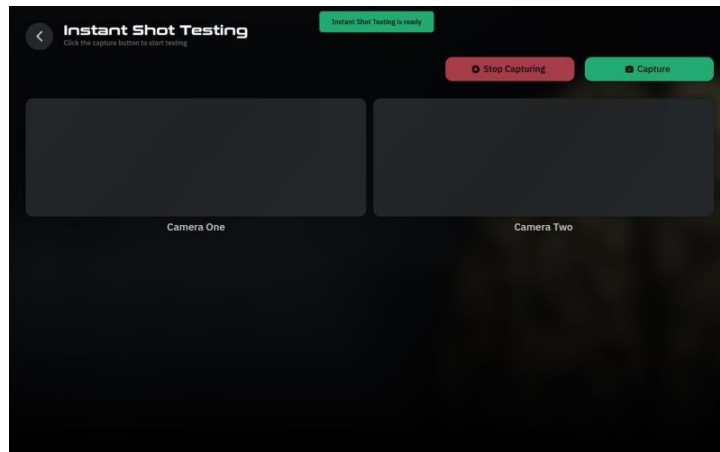 Instant Shot Testing is ready
Instant Shot Testing
Click the capture button to start testing
Stop Capturing
Capture
Camera One
Camera Two